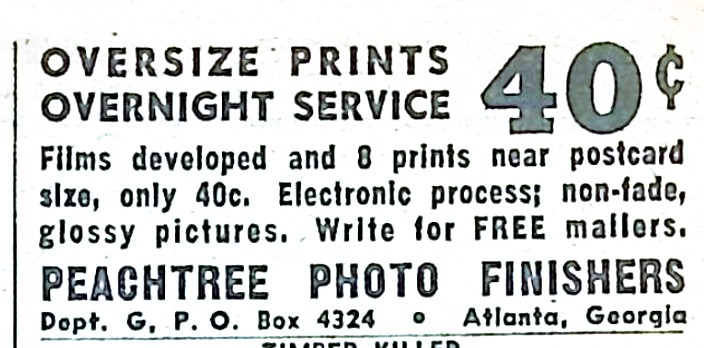 OVERSIZE PRINTS
OVERNIGHT SERVICE
40¢
Films developed and 8 prints near postcard
size, only 40c. Electronic process; non-fade,
glossy pictures. Write for FREE mailers.
PEACHTREE PHOTO FINISHERS
Dept. G, P. O. Box 4324 • Atlanta, Georgia